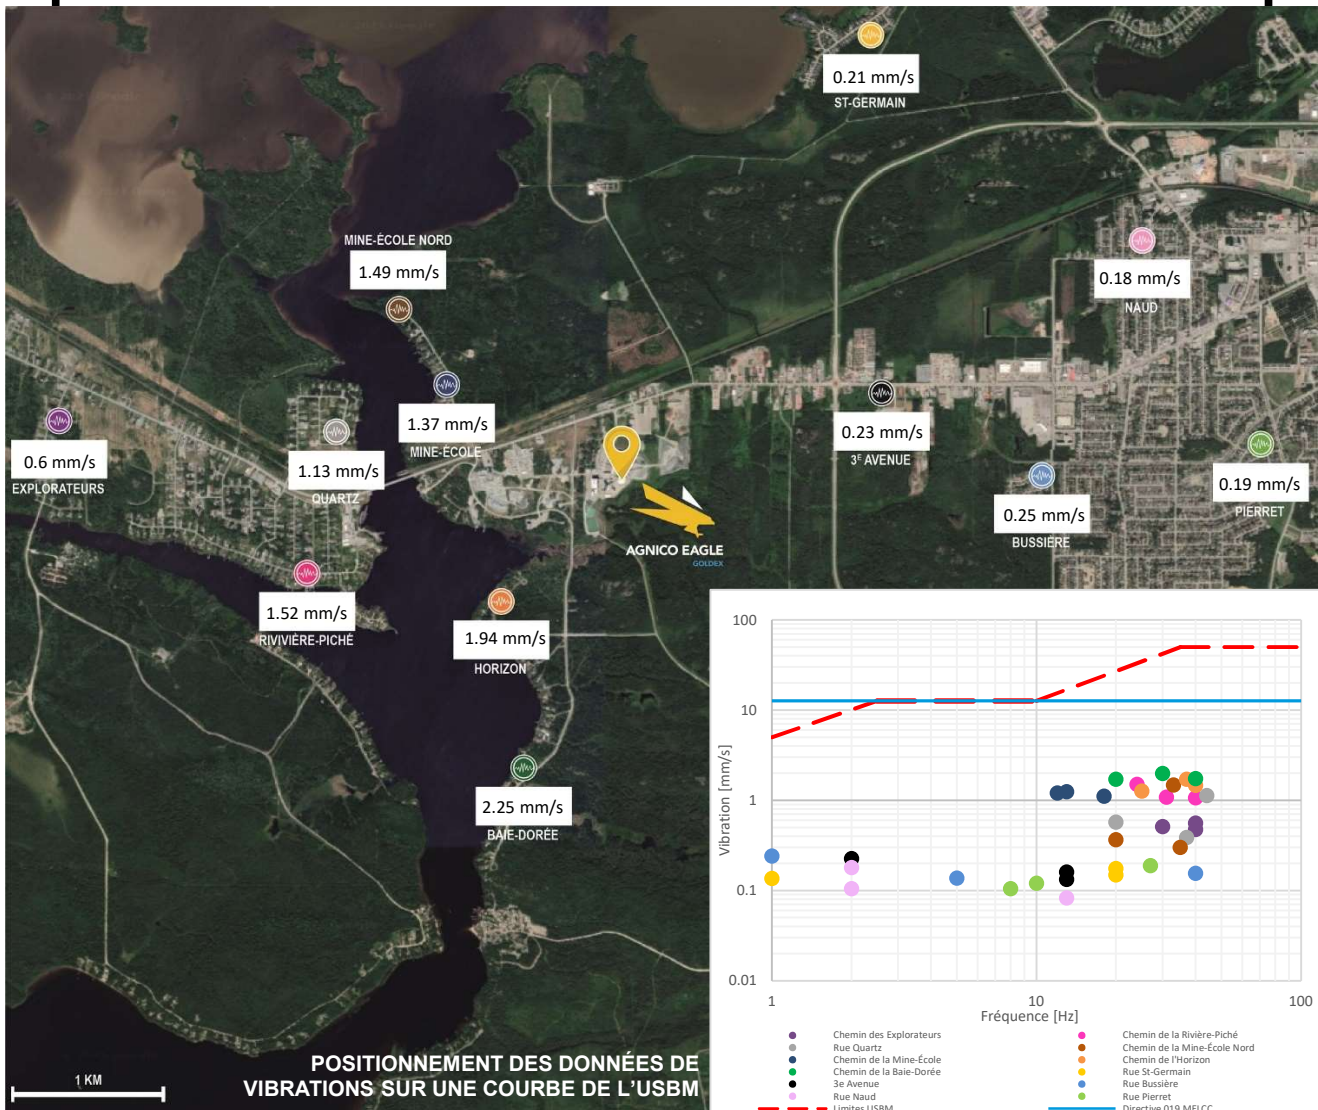 0.21 mm/s
ST-GERMAIN
MINE-ÉCOLE NORD
1.49 mm/s
0.18 mm/s
NAUD
1.37 mm/s
MINE-ÉCOLE
0.6 mm/s
EXPLORATEURS
1.13 mm/s
QUARTZ
0.23 mm/s
3E AVENUE
0.19 mm/s
PIERRET
0.25 mm/s
BUSSIÈRE
AGNICO EAGLE
GOLDEX
1.52 mm/s
RIVIVIÈRE-PICHÉ
1.94 mm/s
HORIZON
2.25 mm/s
BAIE-DORÉE
POSITIONNEMENT DES DONNÉES DE
VIBRATIONS SUR UNE COURBE DE L'USBM
1 KM
100
10
1
0.1
0.01
Vibration [mm/s]
1 10 100
Fréquence [Hz]
Chemin des Explorateurs
Chemin de la Rivière-Piché
Rue Quartz
Chemin de la Mine-École Nord
Chemin de la Mine-École
Chemin de l'Horizon
Chemin de la Baie-Dorée
Rue St-Germain
3e Avenue
Rue Bussière
Rue Naud
Rue Pierret
Limites USBM
Directive 019 MELCC